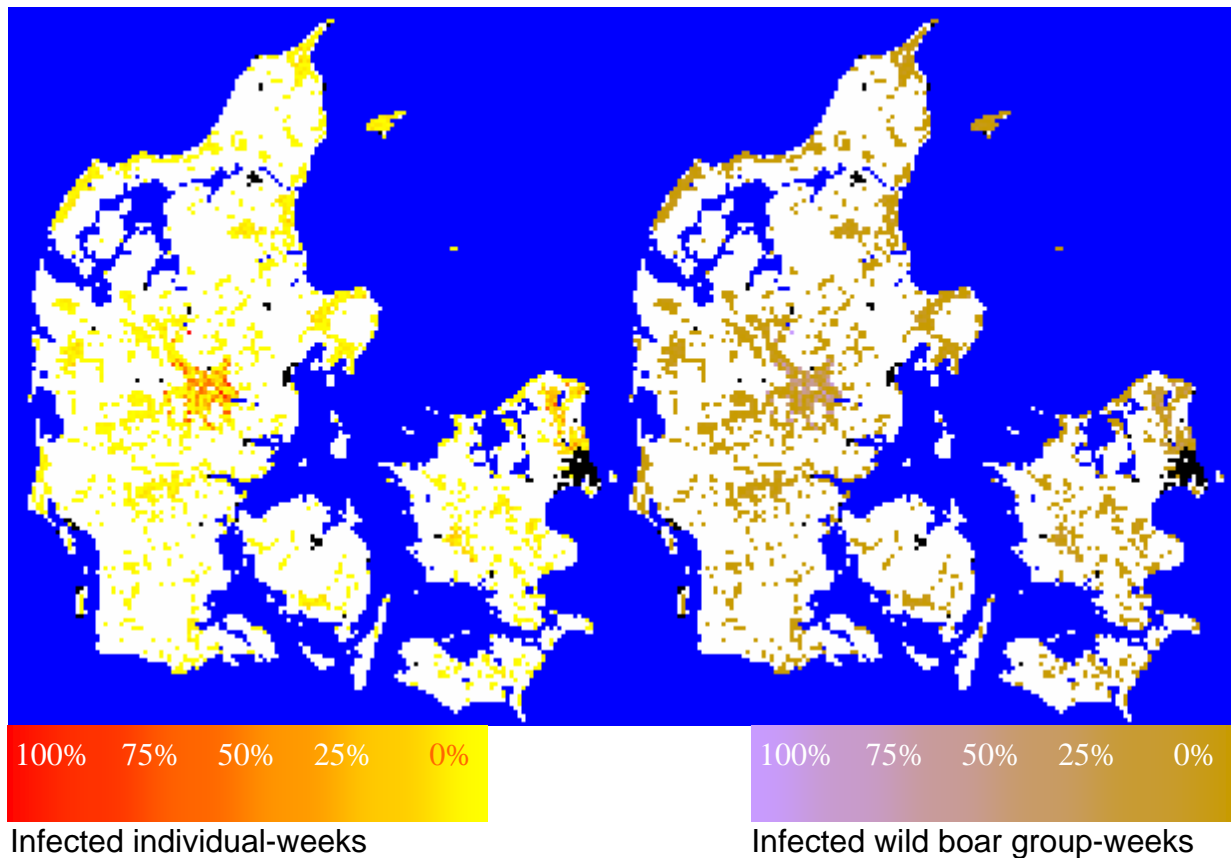 100% 75% 50% 25% 0%
Infected individual-weeks
100% 75% 50% 25% 0%
Infected wild boar group-weeks